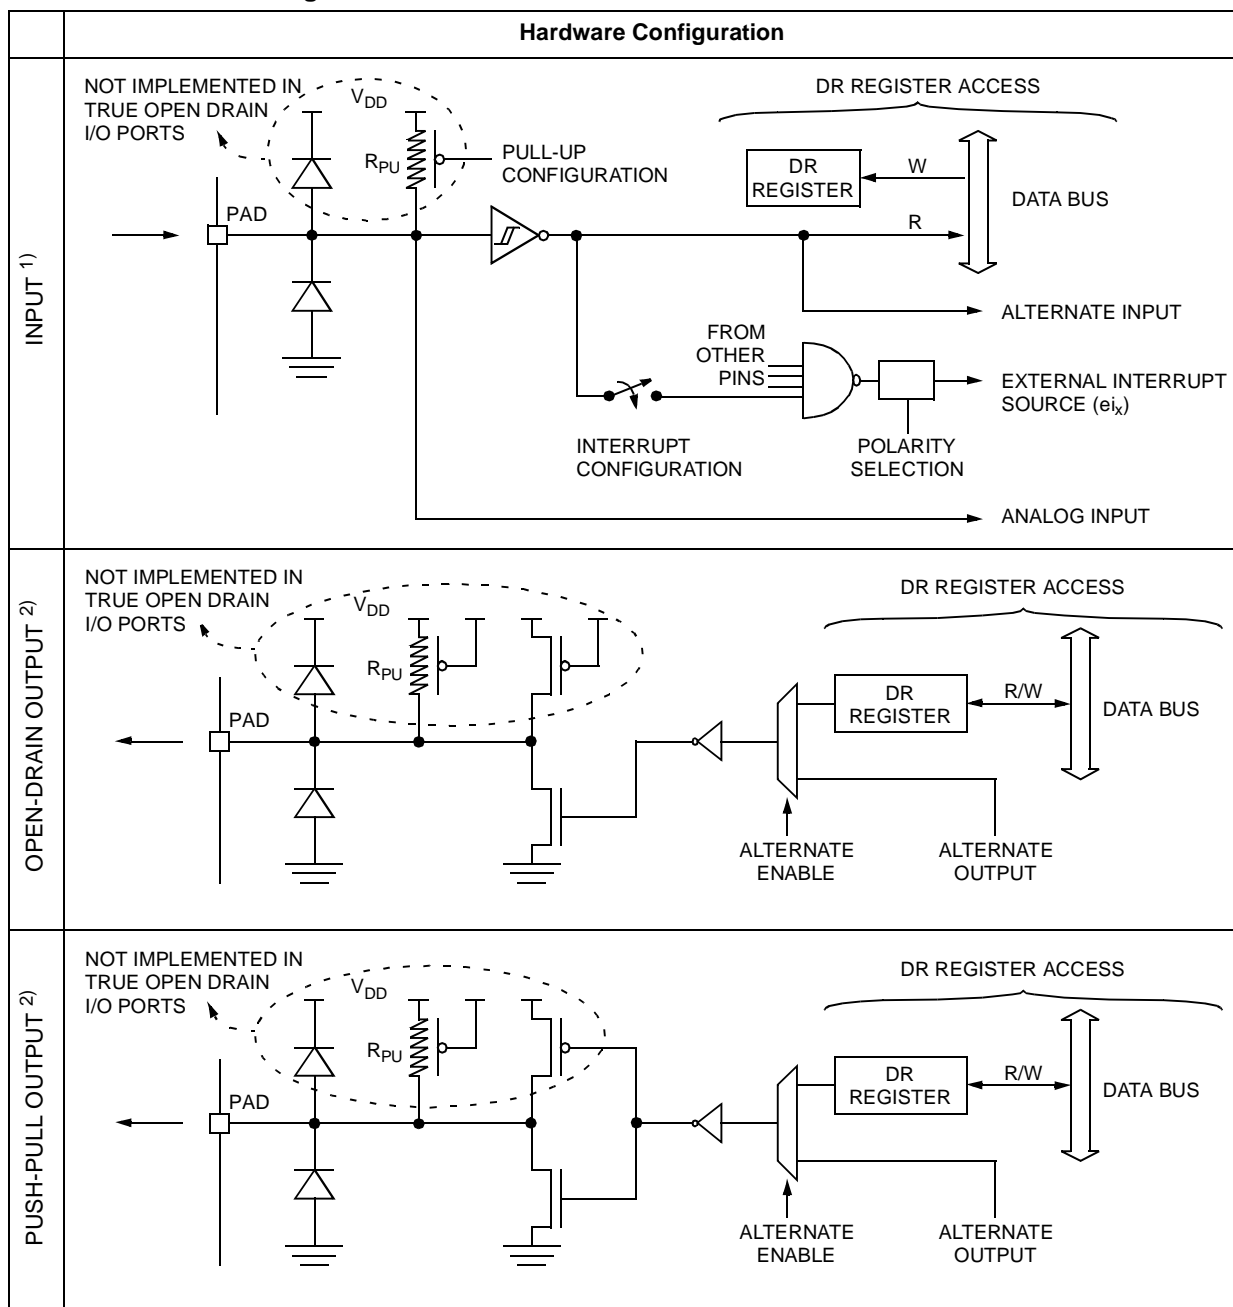 Hardware Configuration
INPUT 1)
NOT IMPLEMENTED IN
TRUE OPEN DRAIN
I/O PORTS
VDD
RPU
PULL-UP
CONFIGURATION
PAD
DR REGISTER ACCESS
DR
REGISTER
W
R
DATA BUS
ALTERNATE INPUT
FROM
OTHER
PINS
EXTERNAL INTERRUPT
SOURCE (eix)
INTERRUPT
CONFIGURATION
POLARITY
SELECTION
ANALOG INPUT
OPEN-DRAIN OUTPUT 2)
NOT IMPLEMENTED IN
TRUE OPEN DRAIN
I/O PORTS
VDD
RPU
PAD
DR REGISTER ACCESS
DR
REGISTER
R/W
DATA BUS
ALTERNATE
ENABLE
ALTERNATE
OUTPUT
PUSH-PULL OUTPUT 2)
NOT IMPLEMENTED IN
TRUE OPEN DRAIN
I/O PORTS
VDD
RPU
PAD
DR REGISTER ACCESS
DR
REGISTER
R/W
DATA BUS
ALTERNATE
ENABLE
ALTERNATE
OUTPUT